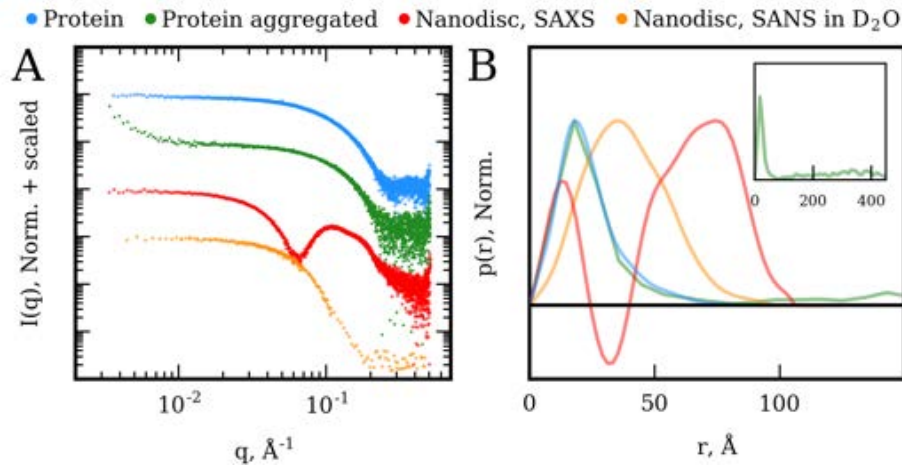 Protein Protein aggregated Nanodisc, SAXS Nanodisc, SANS in D₂O
A
I(q), Norm. + scaled
10⁻² 10⁻¹
q, Å⁻¹
B
p(r), Norm.
0 200 400
0 50 100
r, Å